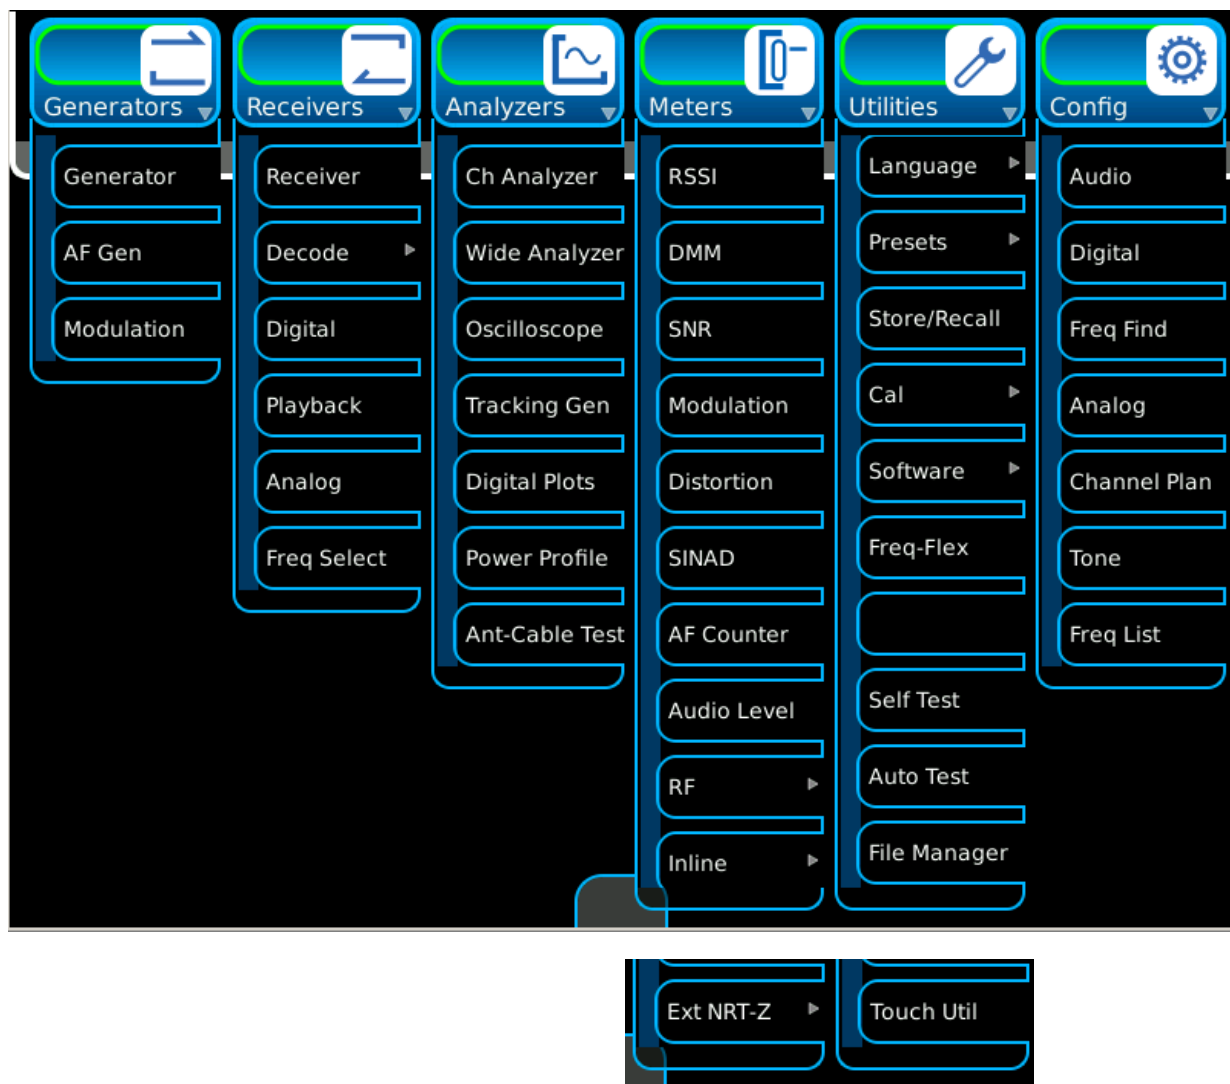 Generators
Generator
AF Gen
Modulation
Receivers
Receiver
Decode
Digital
Playback
Analog
Freq Select
Analyzers
Ch Analyzer
Wide Analyzer
Oscilloscope
Tracking Gen
Digital Plots
Power Profile
Ant-Cable Test
Meters
RSSI
DMM
SNR
Modulation
Distortion
SINAD
AF Counter
Audio Level
RF
Inline
Utilities
Language
Presets
Store/Recall
Cal
Software
Freq-Flex
Self Test
Auto Test
File Manager
Config
Audio
Digital
Freq Find
Analog
Channel Plan
Tone
Freq List
Ext NRT-Z
Touch Util